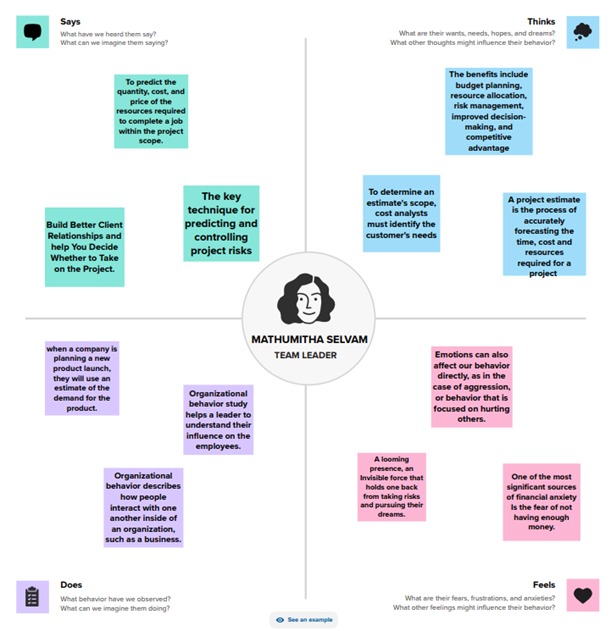 Says
What have we heard them say?
What can we imagine them saying?
Thinks
What are their wants, needs, hopes, and dreams?
What other thoughts might influence their behavior?
To predict the
quantity, cost, and
price of the
resources required
to complete a job
within the project
scope.
The key
technique for
predicting and
controlling
project risks
Build Better Client
Relationships and
help You Decide
Whether to Take
on the Project.
The benefits include
budget planning,
resource allocation,
risk management,
improved decision-
making, and
competitive
advantage
To determine an
estimate's scope,
cost analysts
must identify the
customer's needs
A project estimate
is the process of
accurately
forecasting the
time, cost and
resources
required for a
project
MATHUMITHA SELVAM
TEAM LEADER
when a company is
planning a new
product launch,
they will use an
estimate of the
demand for the
product.
Organizational
behavior study
helps a leader to
understand their
influence on the
employees.
Organizational
behavior describes
how people
interact with one
another inside of
an organization,
such as a business.
Emotions can also
affect our behavior
directly, as in the
case of aggression,
or behavior that is
focused on hurting
others.
A looming
presence, an
Invisible force that
holds one back
from taking risks
and pursuing their
dreams.
One of the most
significant sources
of financial anxiety
Is the fear of not
having enough
money.
Does
What behavior have we observed?
What can we imagine them doing?
Feels
What are their fears, frustrations, and anxieties?
What other feelings might influence their behavior?
See an example